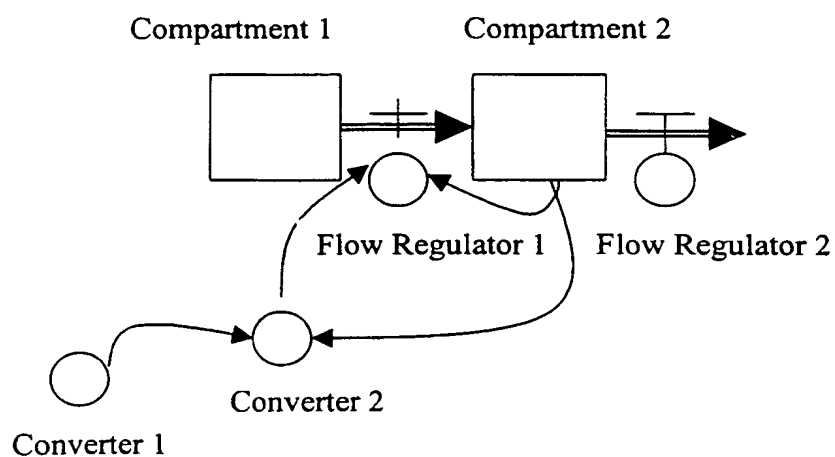 Compartment 1
Compartment 2
Flow Regulator 1
Flow Regulator 2
Converter 2
Converter 1